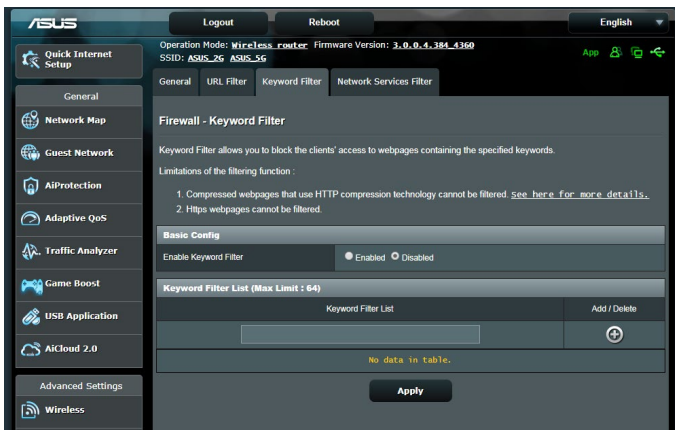 ASUS
Logout
Reboot
English
Quick Internet
Setup
Operation Mode: Wireless router Firmware Version: 3.0.0.4.384_4360
SSID: ASUS_2G ASUS_5G
App
General
URL Filter
Keyword Filter
Network Services Filter
General
Network Map
Guest Network
AiProtection
Adaptive QoS
Traffic Analyzer
Game Boost
USB Application
AiCloud 2.0
Advanced Settings
Wireless
Firewall - Keyword Filter
Keyword Filter allows you to block the clients' access to webpages containing the specified keywords.
Limitations of the filtering function :
1. Compressed webpages that use HTTP compression technology cannot be filtered. See here for more details.
2. Https webpages cannot be filtered.
Basic Config
Enable Keyword Filter
Enabled
Disabled
Keyword Filter List (Max Limit : 64)
Keyword Filter List
Add / Delete
No data in table.
Apply